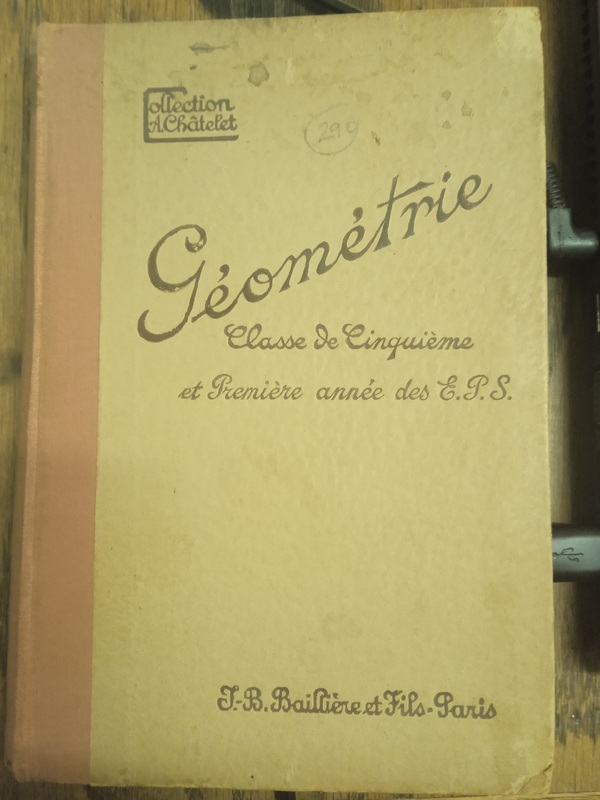 Collection
A. Châtelet
299
Géométrie
Classe de Cinquième
et Première année des E.P.S.
J.-B. Baillière et Fils - Paris